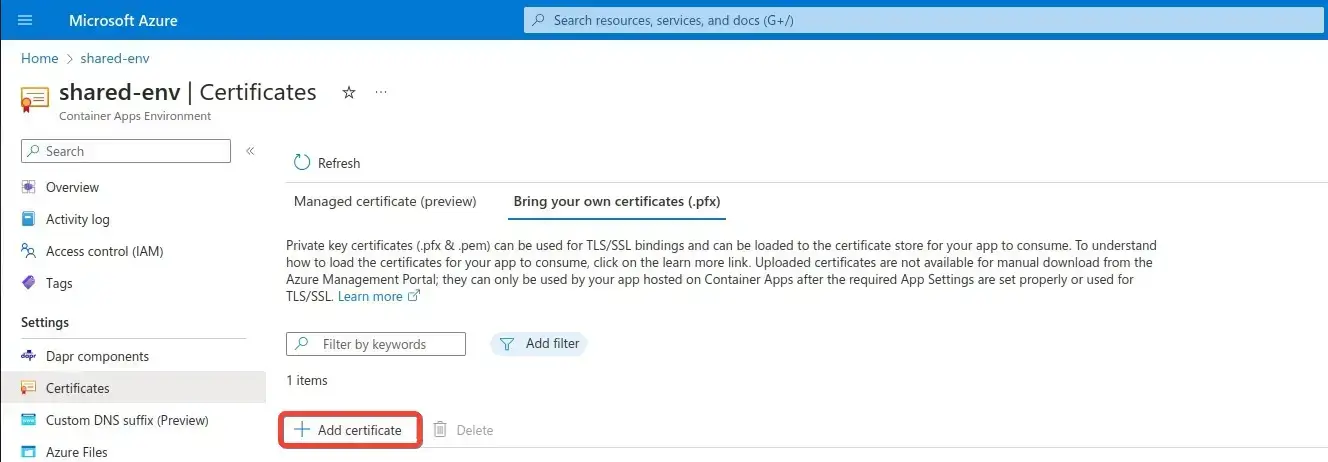 Microsoft Azure
Search resources, services, and docs (G+/)
Home > shared-env
shared-env | Certificates
Container Apps Environment
Search
Overview
Activity log
Access control (IAM)
Tags
Settings
dapr Dapr components
Certificates
Custom DNS suffix (Preview)
Azure Files
Refresh
Managed certificate (preview) Bring your own certificates (.pfx)
Private key certificates (.pfx & .pem) can be used for TLS/SSL bindings and can be loaded to the certificate store for your app to consume. To understand
how to load the certificates for your app to consume, click on the learn more link. Uploaded certificates are not available for manual download from the
Azure Management Portal; they can only be used by your app hosted on Container Apps after the required App Settings are set properly or used for
TLS/SSL. Learn more
Filter by keywords Add filter
1 items
Add certificate Delete